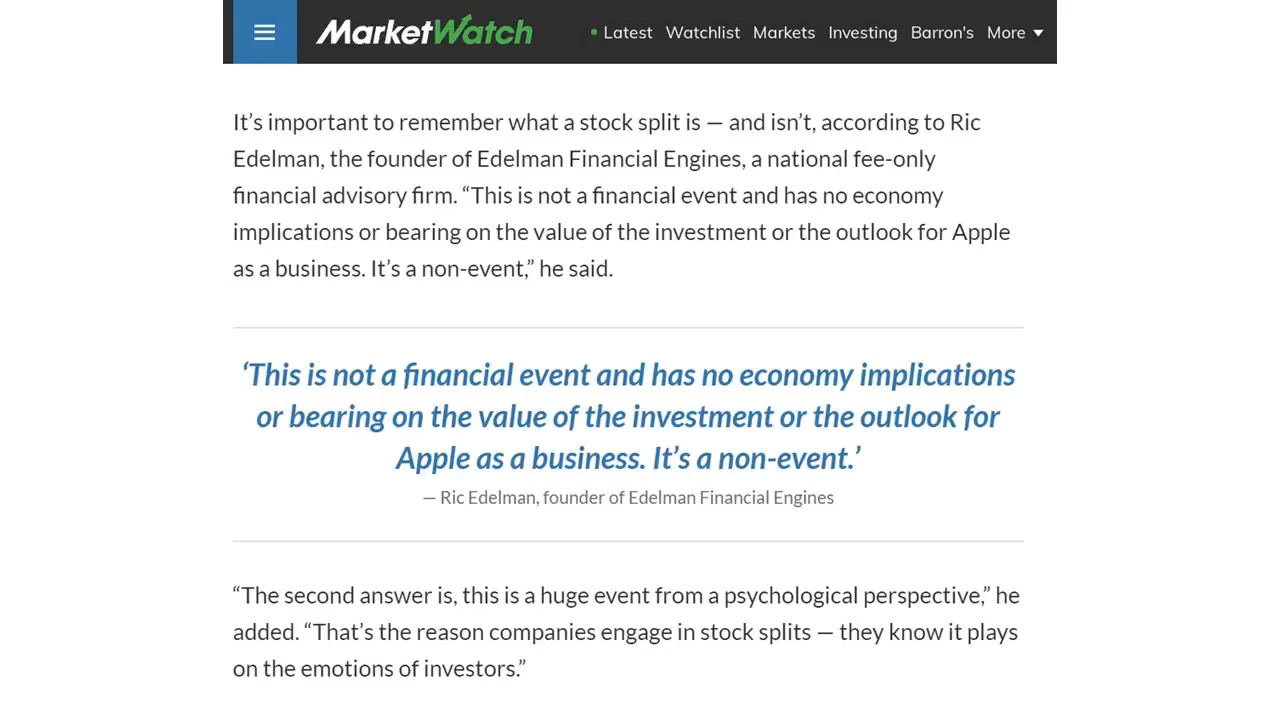 MarketWatch
Latest Watchlist Markets Investing Barron's More
It’s important to remember what a stock split is — and isn’t, according to Ric
Edelman, the founder of Edelman Financial Engines, a national fee-only
financial advisory firm. “This is not a financial event and has no economy
implications or bearing on the value of the investment or the outlook for Apple
as a business. It’s a non-event,” he said.
‘This is not a financial event and has no economy implications
or bearing on the value of the investment or the outlook for
Apple as a business. It’s a non-event.’
— Ric Edelman, founder of Edelman Financial Engines
“The second answer is, this is a huge event from a psychological perspective,” he
added. “That’s the reason companies engage in stock splits — they know it plays
on the emotions of investors.”